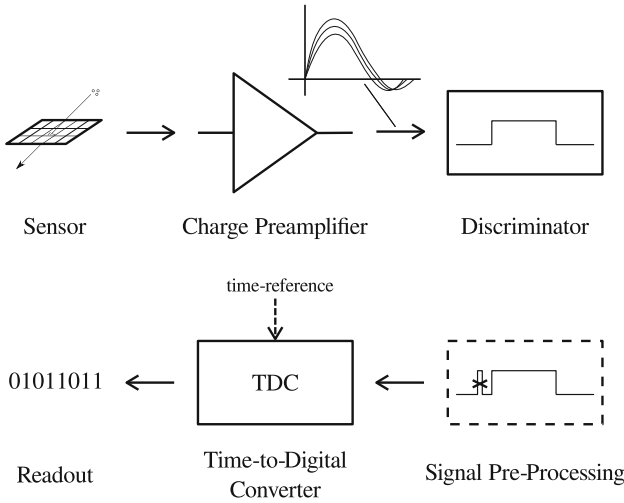 Sensor
Charge Preamplifier
Discriminator
time-reference
01011011
TDC
Readout
Time-to-Digital
Converter
Signal Pre-Processing